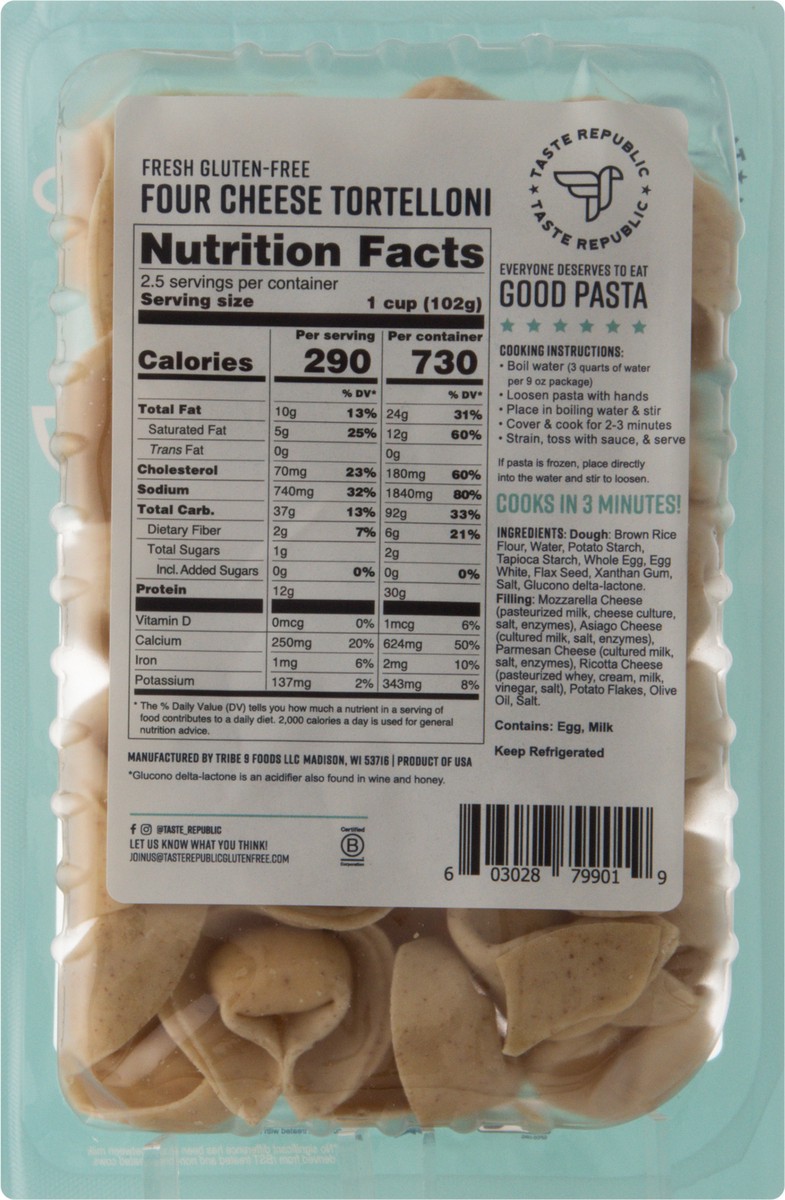 FRESH GLUTEN-FREE
FOUR CHEESE TORTELLONI
Nutrition Facts
2.5 servings per container
Serving size 1 cup (102g)
Per serving Per container
Calories 290 730
% DV* % DV*
Total Fat 10g 13% 24g 31%
Saturated Fat 5g 25% 12g 60%
Trans Fat 0g 0g
Cholesterol 70mg 23% 180mg 60%
Sodium 740mg 32% 1840mg 80%
Total Carb. 37g 13% 92g 33%
Dietary Fiber 2g 7% 6g 21%
Total Sugars 1g 2g
Incl. Added Sugars 0g 0% 0g 0%
Protein 12g 30g
Vitamin D 0mcg 0% 1mcg 6%
Calcium 250mg 20% 624mg 50%
Iron 1mg 6% 2mg 10%
Potassium 137mg 2% 343mg 8%
* The % Daily Value (DV) tells you how much a nutrient in a serving of
food contributes to a daily diet. 2,000 calories a day is used for general
nutrition advice.
MANUFACTURED BY TRIBE 9 FOODS LLC MADISON, WI 53716 | PRODUCT OF USA
*Glucono delta-lactone is an acidifier also found in wine and honey.
@TASTE_REPUBLIC
LET US KNOW WHAT YOU THINK!
JOINUS@TASTEREPUBLICGLUTENFREE.COM
Certified
B
Corporation
TASTE REPUBLIC
TASTE REPUBLIC
EVERYONE DESERVES TO EAT
GOOD PASTA
COOKING INSTRUCTIONS:
• Boil water (3 quarts of water
per 9 oz package)
• Loosen pasta with hands
• Place in boiling water & stir
• Cover & cook for 2-3 minutes
• Strain, toss with sauce, & serve
If pasta is frozen, place directly
into the water and stir to loosen.
COOKS IN 3 MINUTES!
INGREDIENTS: Dough: Brown Rice
Flour, Water, Potato Starch,
Tapioca Starch, Whole Egg, Egg
White, Flax Seed, Xanthan Gum,
Salt, Glucono delta-lactone.
Filling: Mozzarella Cheese
(pasteurized milk, cheese culture,
salt, enzymes), Asiago Cheese
(cultured milk, salt, enzymes),
Parmesan Cheese (cultured milk,
salt, enzymes), Ricotta Cheese
(pasteurized whey, cream, milk,
vinegar, salt), Potato Flakes, Olive
Oil, Salt.
Contains: Egg, Milk
Keep Refrigerated
6 03028 79901 9